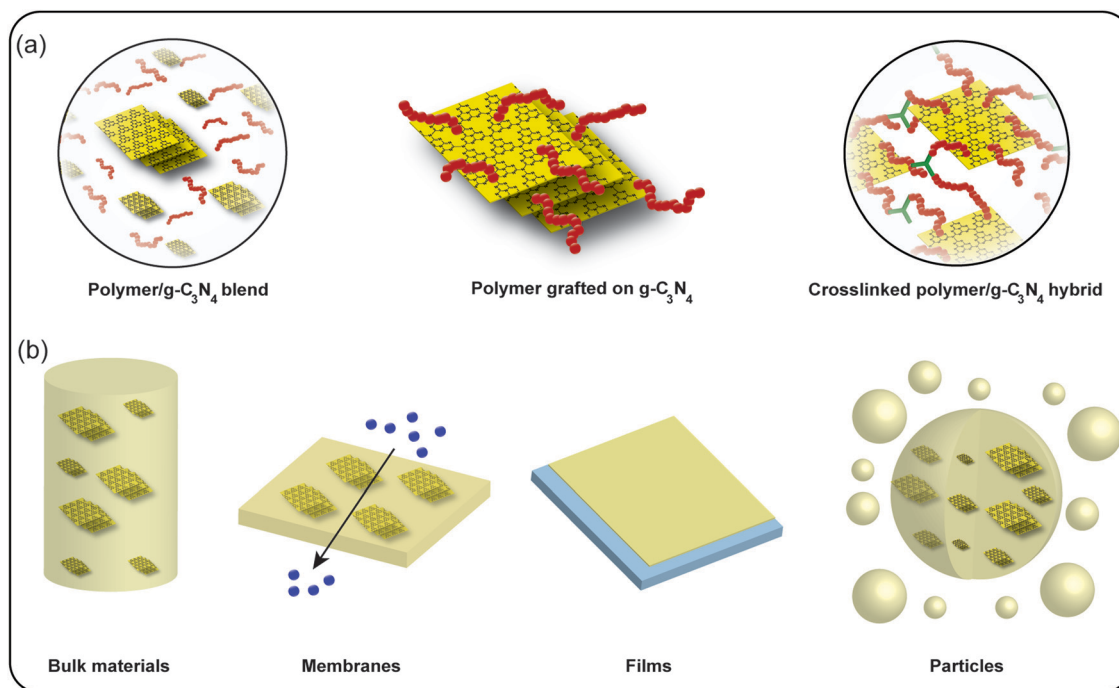 (a)
Polymer/g-C₃N₄ blend
Polymer grafted on g-C₃N₄
Crosslinked polymer/g-C₃N₄ hybrid
(b)
Bulk materials
Membranes
Films
Particles